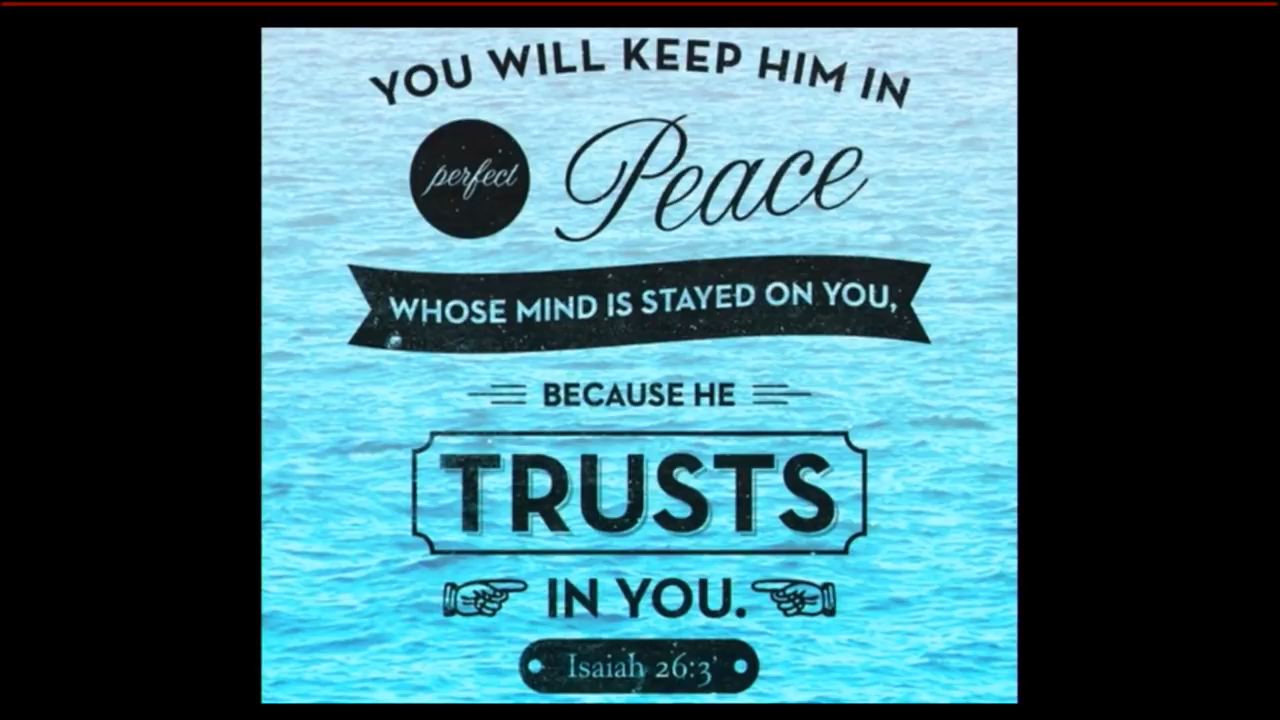 YOU WILL KEEP HIM IN
perfect Peace
WHOSE MIND IS STAYED ON YOU,
BECAUSE HE
TRUSTS
IN YOU.
Isaiah 26:3